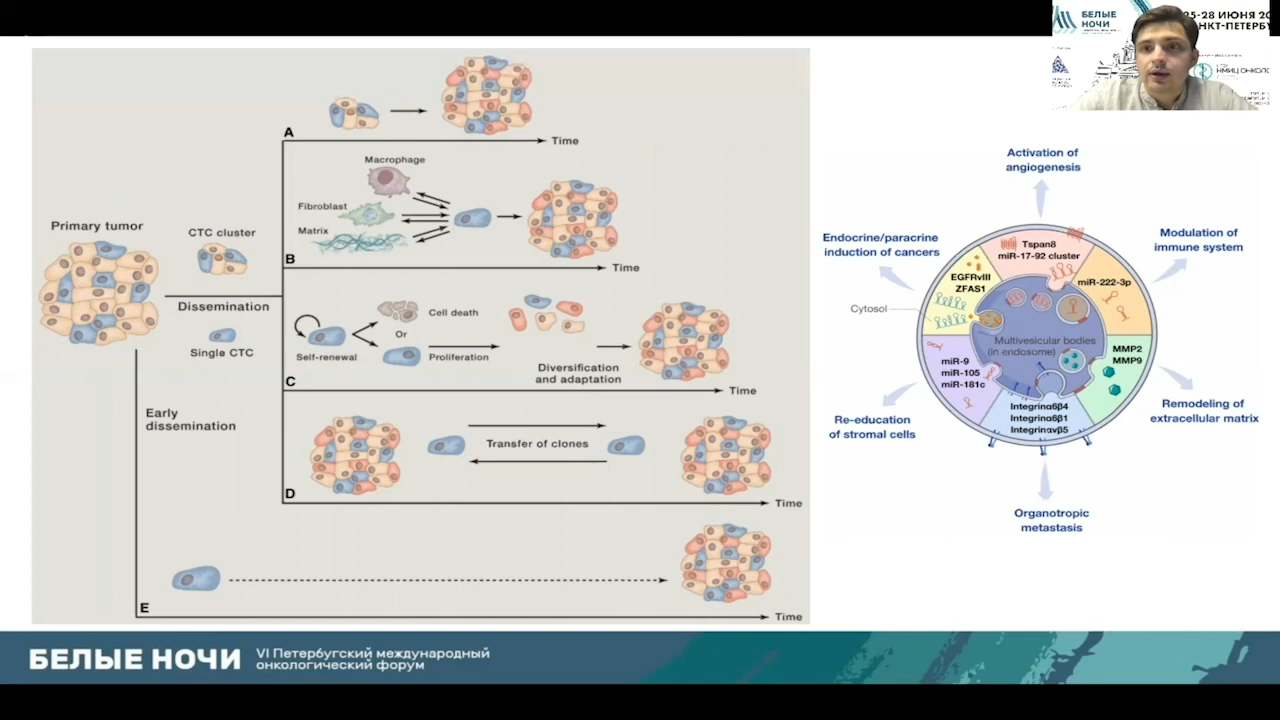 БЕЛЫЕ
НОЧИ
25-28 ИЮНЯ
НМИЦ ОНКОЛО
A
Time
Macrophage
Fibroblast
Matrix
B
Time
Primary tumor
CTC cluster
Dissemination
Single CTC
Self-renewal
Cell death
Or
Proliferation
Diversification
and adaptation
C
Time
Early
dissemination
Transfer of clones
D
Time
E
Time
Activation of
angiogenesis
Endocrine/paracrine
induction of cancers
Modulation of
immune system
Tspan8
miR-17-92 cluster
EGFRvIII
ZFAS1
miR-222-3p
Cytosol
Multivesicular bodies
(in endosome)
MMP2
MMP9
miR-9
miR-105
miR-181c
Integrinα6β4
Integrinα6β1
Integrinαvβ5
Re-education
of stromal cells
Remodeling of
extracellular matrix
Organotropic
metastasis
БЕЛЫЕ НОЧИ
VI Петербургский международный
онкологический форум